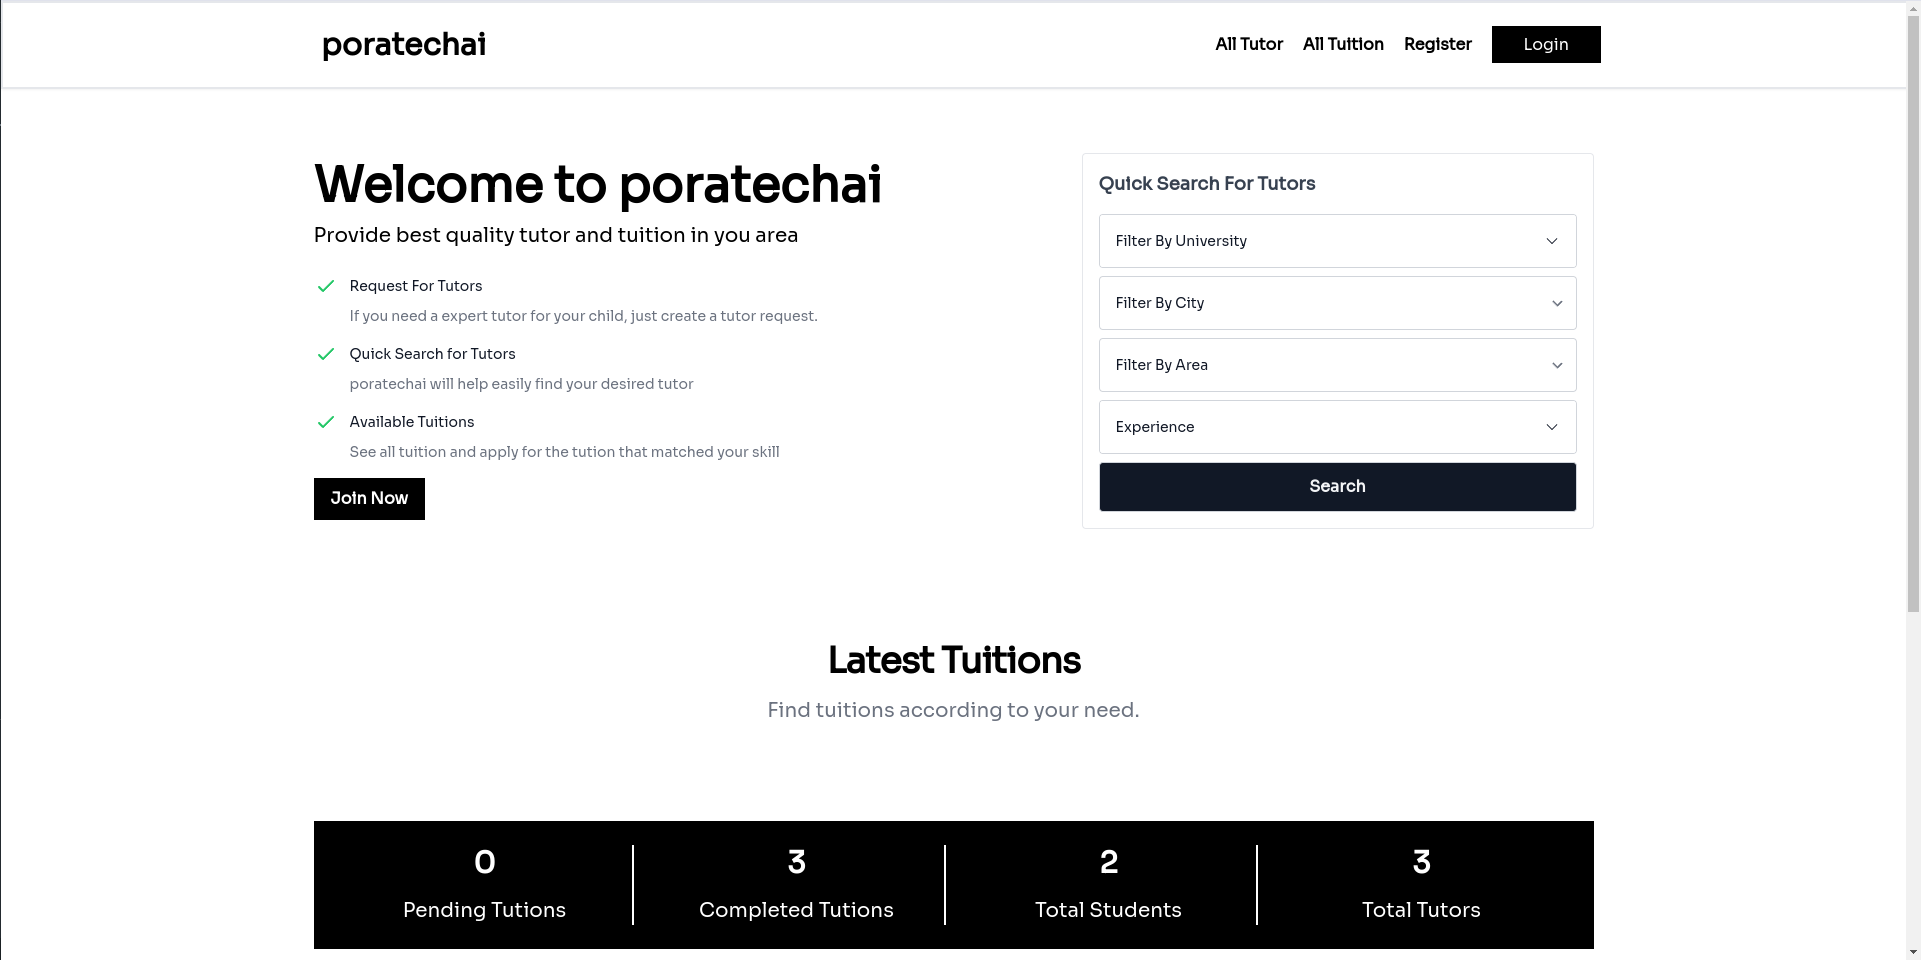 poratechai
All Tutor
All Tuition
Register
Login
Welcome to poratechai
Provide best quality tutor and tuition in you area
Request For Tutors
If you need a expert tutor for your child, just create a tutor request.
Quick Search for Tutors
poratechai will help easily find your desired tutor
Available Tuitions
See all tuition and apply for the tution that matched your skill
Join Now
Quick Search For Tutors
Filter By University
Filter By City
Filter By Area
Experience
Search
Latest Tuitions
Find tuitions according to your need.
0
Pending Tutions
3
Completed Tutions
2
Total Students
3
Total Tutors